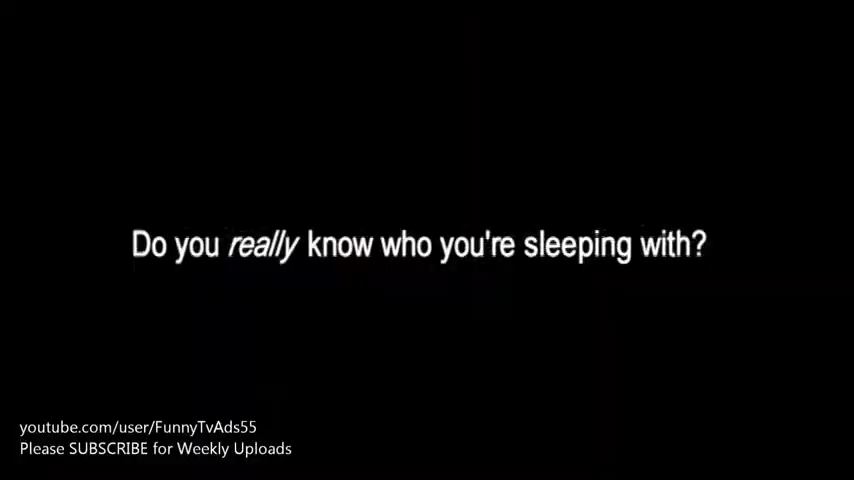 Do you really know who you're sleeping with?
youtube.com/user/FunnyTvAds55
Please SUBSCRIBE for Weekly Uploads